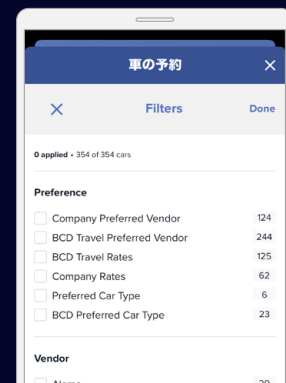 車の予約
Filters Done
0 applied • 354 of 354 cars
Preference
Company Preferred Vendor 124
BCD Travel Preferred Vendor 244
BCD Travel Rates 125
Company Rates 62
Preferred Car Type 6
BCD Preferred Car Type 23
Vendor